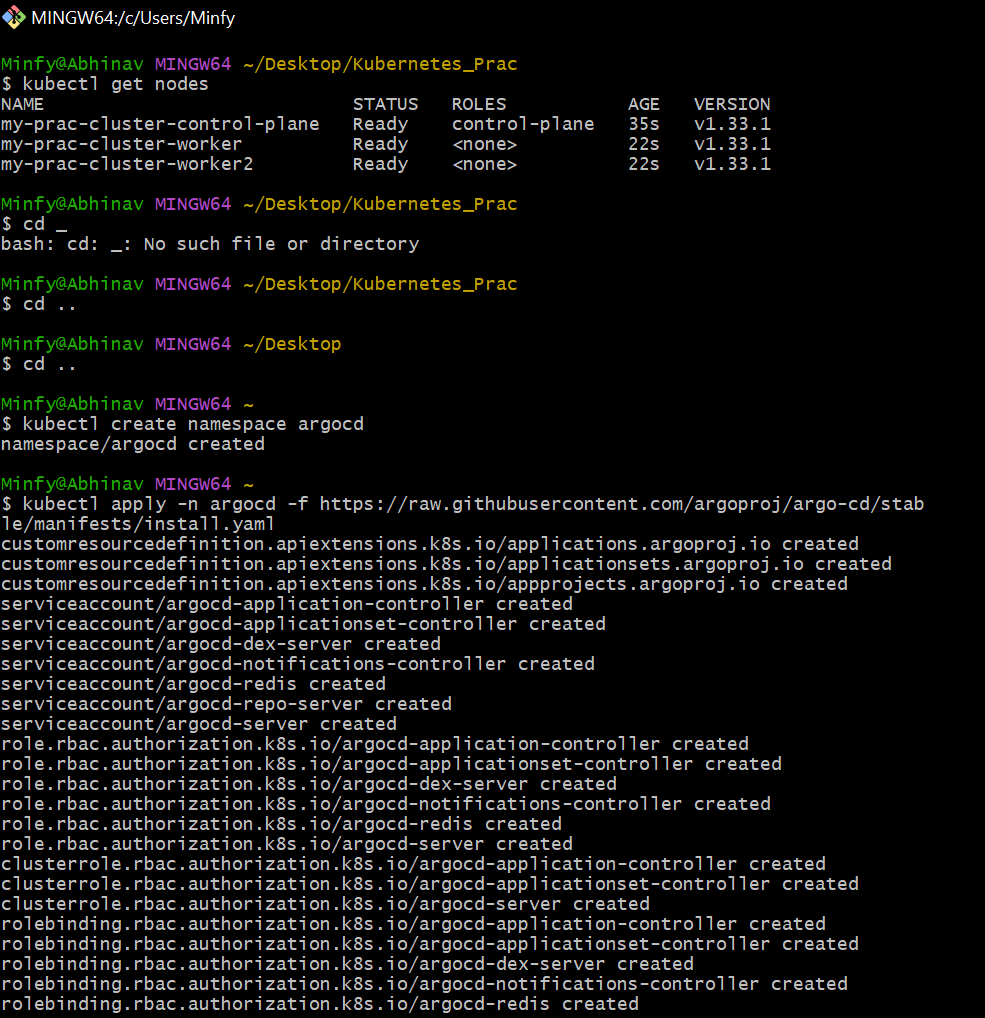 MINGW64:/c/Users/Minfy
Minfy@Abhinav MINGW64 ~/Desktop/Kubernetes_Prac
$ kubectl get nodes
NAME                            STATUS   ROLES           AGE   VERSION
my-prac-cluster-control-plane   Ready    control-plane   35s   v1.33.1
my-prac-cluster-worker          Ready    <none>          22s   v1.33.1
my-prac-cluster-worker2         Ready    <none>          22s   v1.33.1
Minfy@Abhinav MINGW64 ~/Desktop/Kubernetes_Prac
$ cd _
bash: cd: _: No such file or directory
Minfy@Abhinav MINGW64 ~/Desktop/Kubernetes_Prac
$ cd ..
Minfy@Abhinav MINGW64 ~/Desktop
$ cd ..
Minfy@Abhinav MINGW64 ~
$ kubectl create namespace argocd
namespace/argocd created
Minfy@Abhinav MINGW64 ~
$ kubectl apply -n argocd -f https://raw.githubusercontent.com/argoproj/argo-cd/stab
le/manifests/install.yaml
customresourcedefinition.apiextensions.k8s.io/applications.argoproj.io created
customresourcedefinition.apiextensions.k8s.io/applicationsets.argoproj.io created
customresourcedefinition.apiextensions.k8s.io/appprojects.argoproj.io created
serviceaccount/argocd-application-controller created
serviceaccount/argocd-applicationset-controller created
serviceaccount/argocd-dex-server created
serviceaccount/argocd-notifications-controller created
serviceaccount/argocd-redis created
serviceaccount/argocd-repo-server created
serviceaccount/argocd-server created
role.rbac.authorization.k8s.io/argocd-application-controller created
role.rbac.authorization.k8s.io/argocd-applicationset-controller created
role.rbac.authorization.k8s.io/argocd-dex-server created
role.rbac.authorization.k8s.io/argocd-notifications-controller created
role.rbac.authorization.k8s.io/argocd-redis created
role.rbac.authorization.k8s.io/argocd-server created
clusterrole.rbac.authorization.k8s.io/argocd-application-controller created
clusterrole.rbac.authorization.k8s.io/argocd-applicationset-controller created
clusterrole.rbac.authorization.k8s.io/argocd-server created
rolebinding.rbac.authorization.k8s.io/argocd-application-controller created
rolebinding.rbac.authorization.k8s.io/argocd-applicationset-controller created
rolebinding.rbac.authorization.k8s.io/argocd-dex-server created
rolebinding.rbac.authorization.k8s.io/argocd-notifications-controller created
rolebinding.rbac.authorization.k8s.io/argocd-redis created